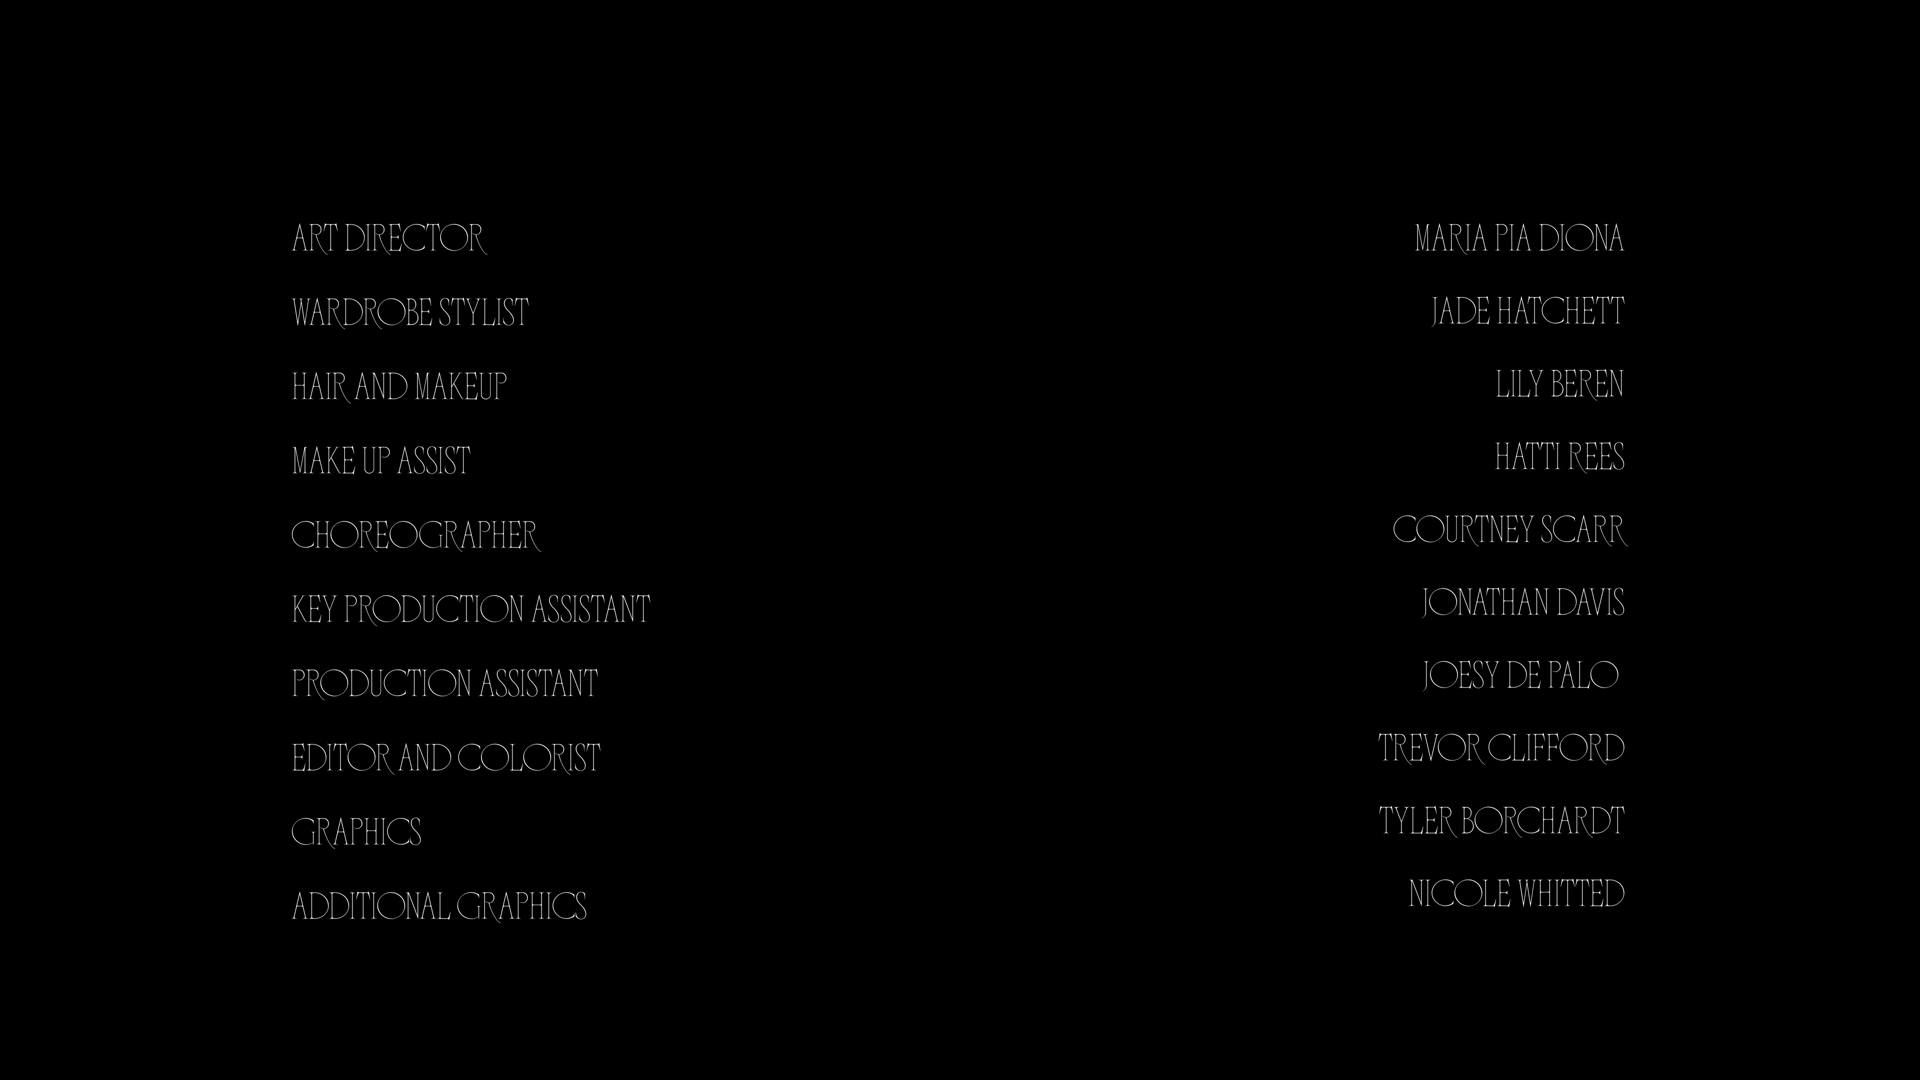 ART DIRECTOR MARIA PIA DIONA
WARDROBE STYLIST JADE HATCHETT
HAIR AND MAKEUP LILY BEREN
MAKE UP ASSIST HATTI REES
CHOREOGRAPHER COURTNEY SCARR
KEY PRODUCTION ASSISTANT JONATHAN DAVIS
PRODUCTION ASSISTANT JOESY DE PALO
EDITOR AND COLORIST TREVOR CLIFFORD
GRAPHICS TYLER BORCHARDT
ADDITIONAL GRAPHICS NICOLE WHITTED